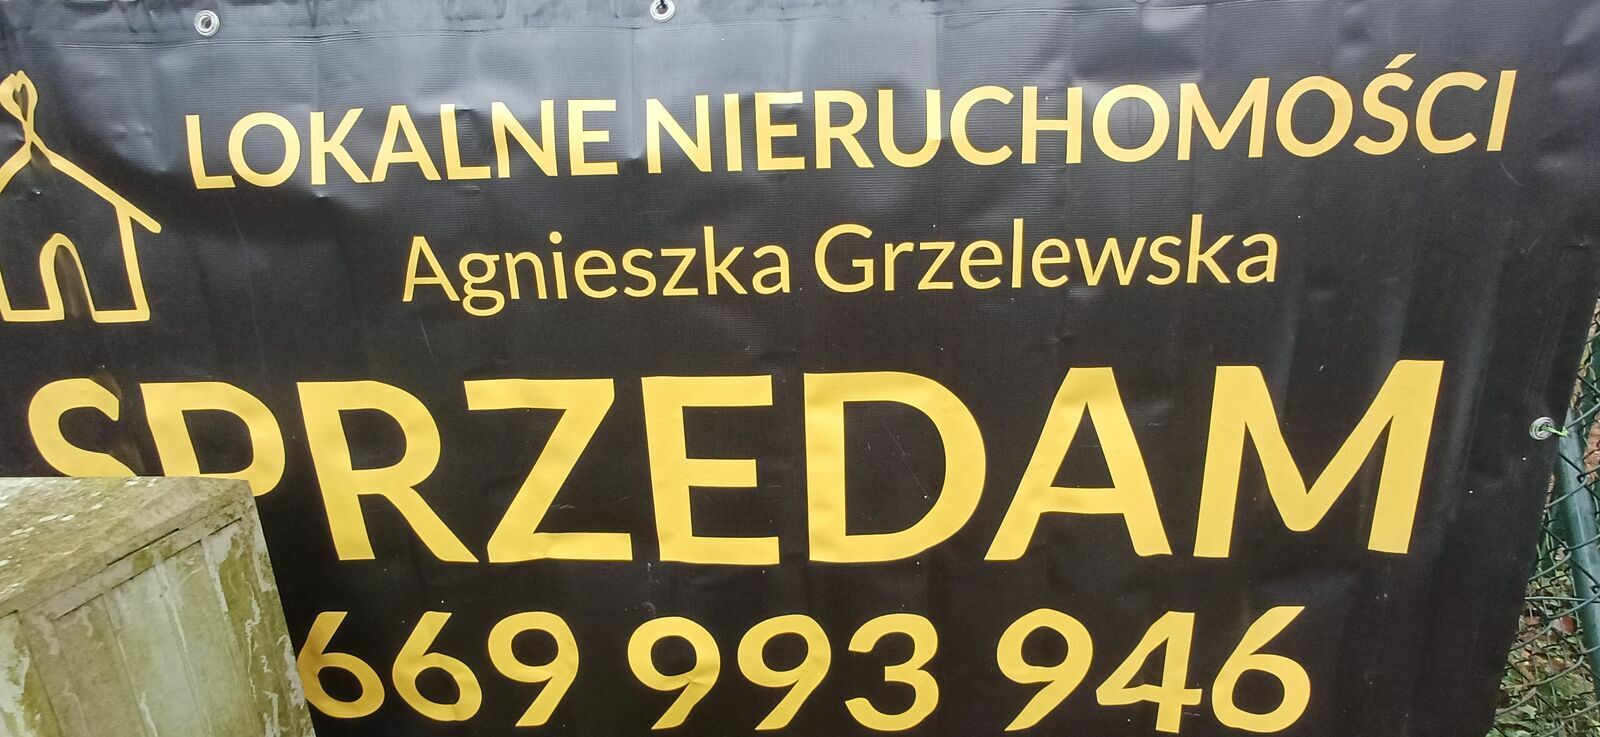 LOKALNE NIERUCHOMOŚCI
Agnieszka Grzelewska
SPRZEDAM
669 993 946